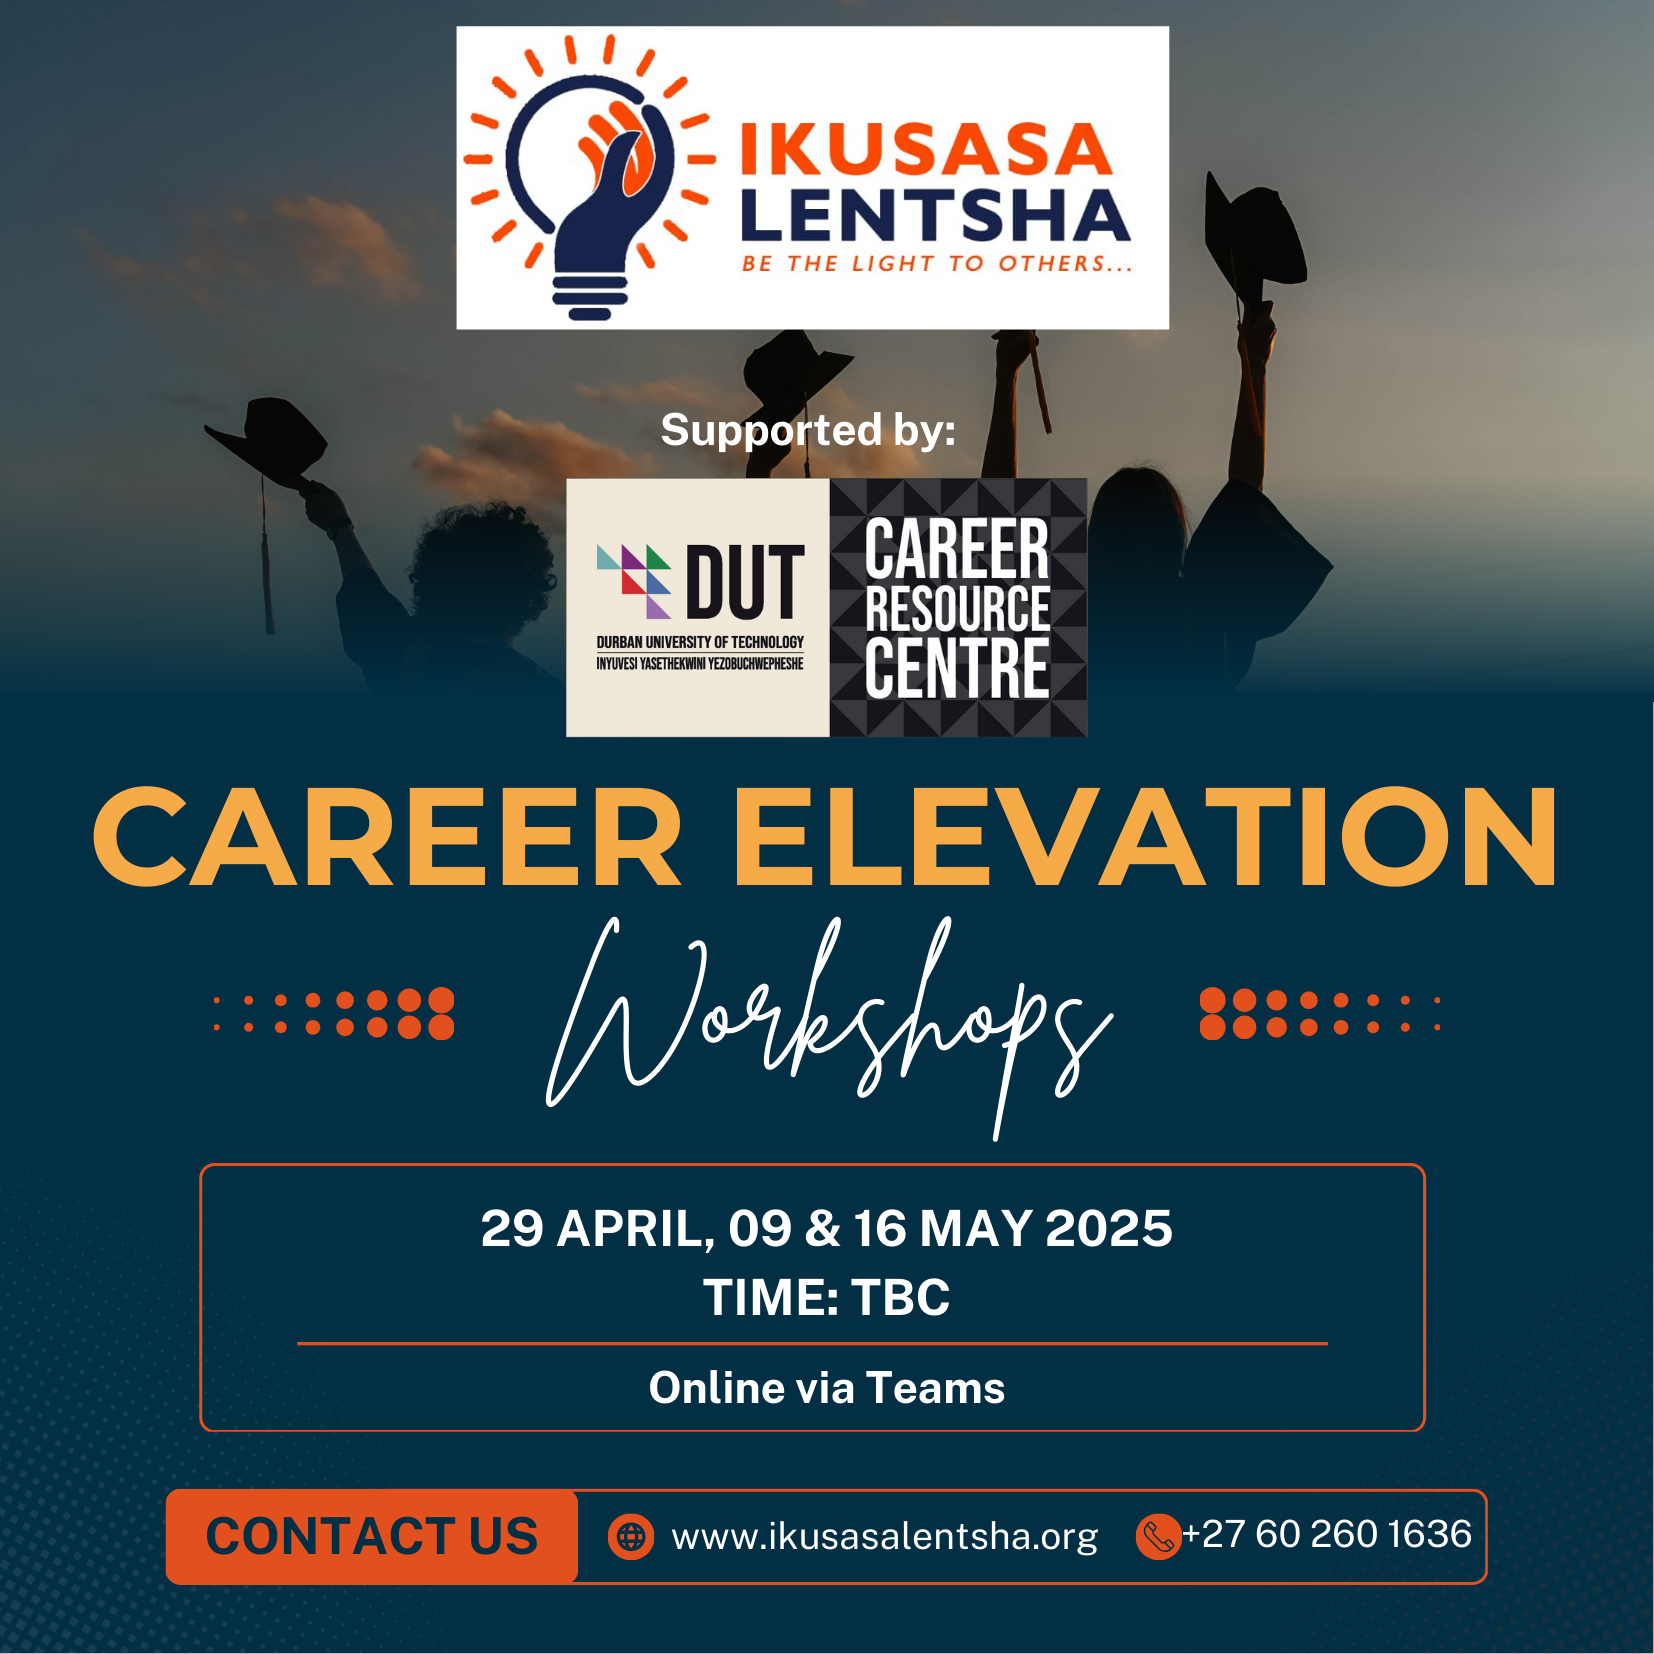 IKUSASA
LENTSHA
BE THE LIGHT TO OTHERS...
Supported by:
DUT
DURBAN UNIVERSITY OF TECHNOLOGY
INYUVESI YASETHEKWINI YEZOBUCHWEPHESHE
CAREER
RESOURCE
CENTRE
CAREER ELEVATION
Workshops
29 APRIL, 09 & 16 MAY 2025
TIME: TBC
Online via Teams
CONTACT US
www.ikusasalentsha.org
+27 60 260 1636